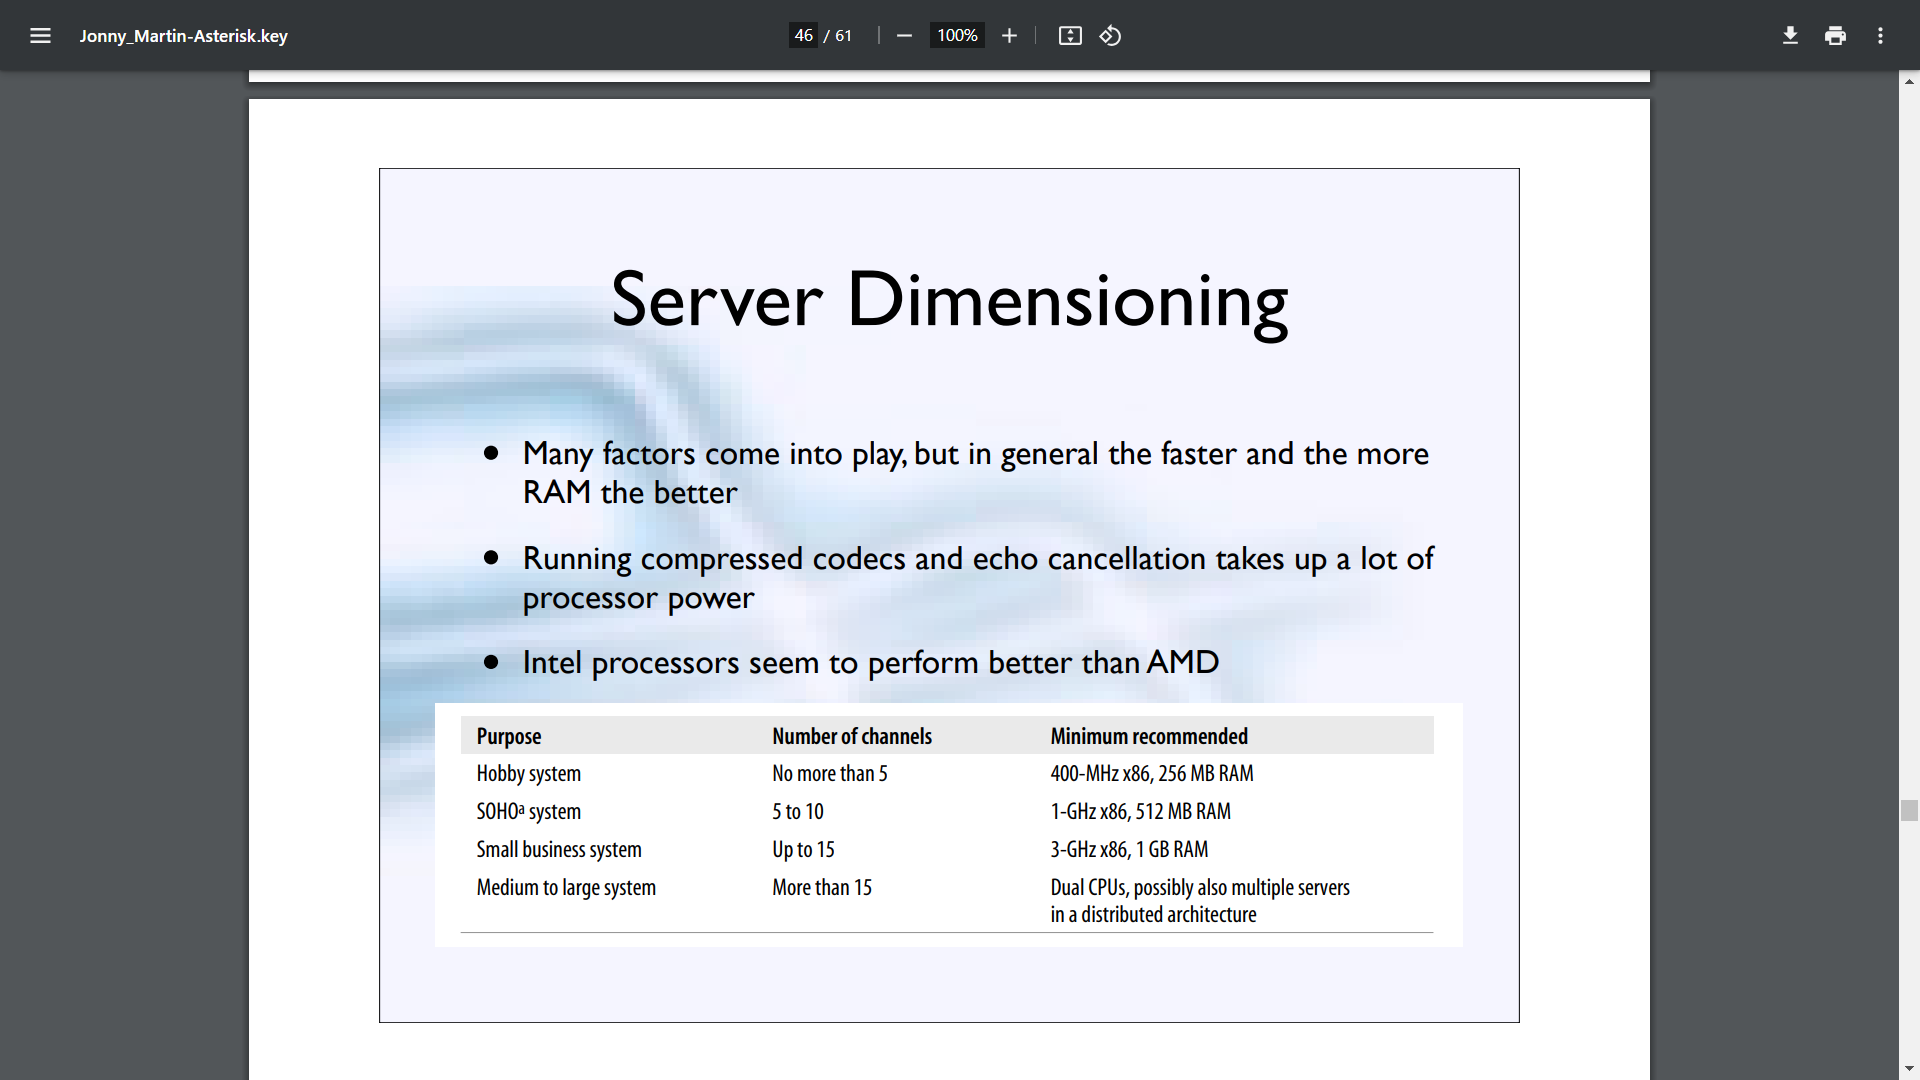 Jonny_Martin-Asterisk.key
46 / 61
100%
Server Dimensioning
● Many factors come into play, but in general the faster and the more
RAM the better
● Running compressed codecs and echo cancellation takes up a lot of
processor power
● Intel processors seem to perform better than AMD
Purpose Number of channels Minimum recommended
Hobby system No more than 5 400-MHz x86, 256 MB RAM
SOHOª system 5 to 10 1-GHz x86, 512 MB RAM
Small business system Up to 15 3-GHz x86, 1 GB RAM
Medium to large system More than 15 Dual CPUs, possibly also multiple servers
in a distributed architecture